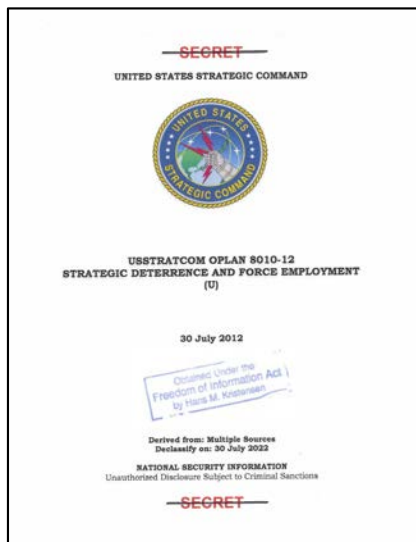 SECRET
UNITED STATES STRATEGIC COMMAND
UNITED STATES
STRATEGIC COMMAND
USSTRATCOM OPLAN 8010-12
STRATEGIC DETERRENCE AND FORCE EMPLOYMENT
(U)
30 July 2012
Obtained Under the
Freedom of Information Act
by Hans M. Kristensen
Derived from: Multiple Sources
Declassify on: 30 July 2022
NATIONAL SECURITY INFORMATION
Unauthorized Disclosure Subject to Criminal Sanctions
SECRET